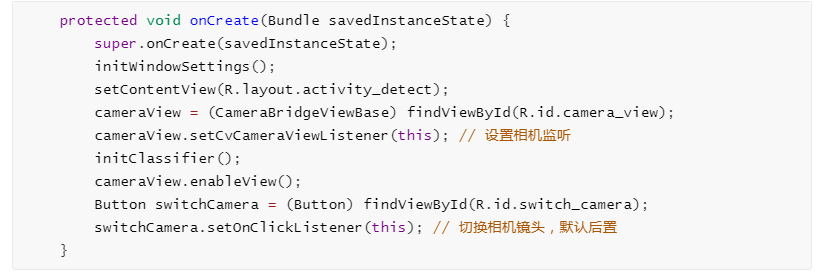 protected void onCreate(Bundle savedInstanceState) {
super.onCreate(savedInstanceState);
initWindowSettings();
setContentView(R.layout.activity_detect);
cameraView = (CameraBridgeViewBase) findViewById(R.id.camera_view);
cameraView.setCvCameraViewListener(this); // 设置相机监听
initClassifier();
cameraView.enableView();
Button switchCamera = (Button) findViewById(R.id.switch_camera);
switchCamera.setOnClickListener(this); // 切换相机镜头，默认后置
}